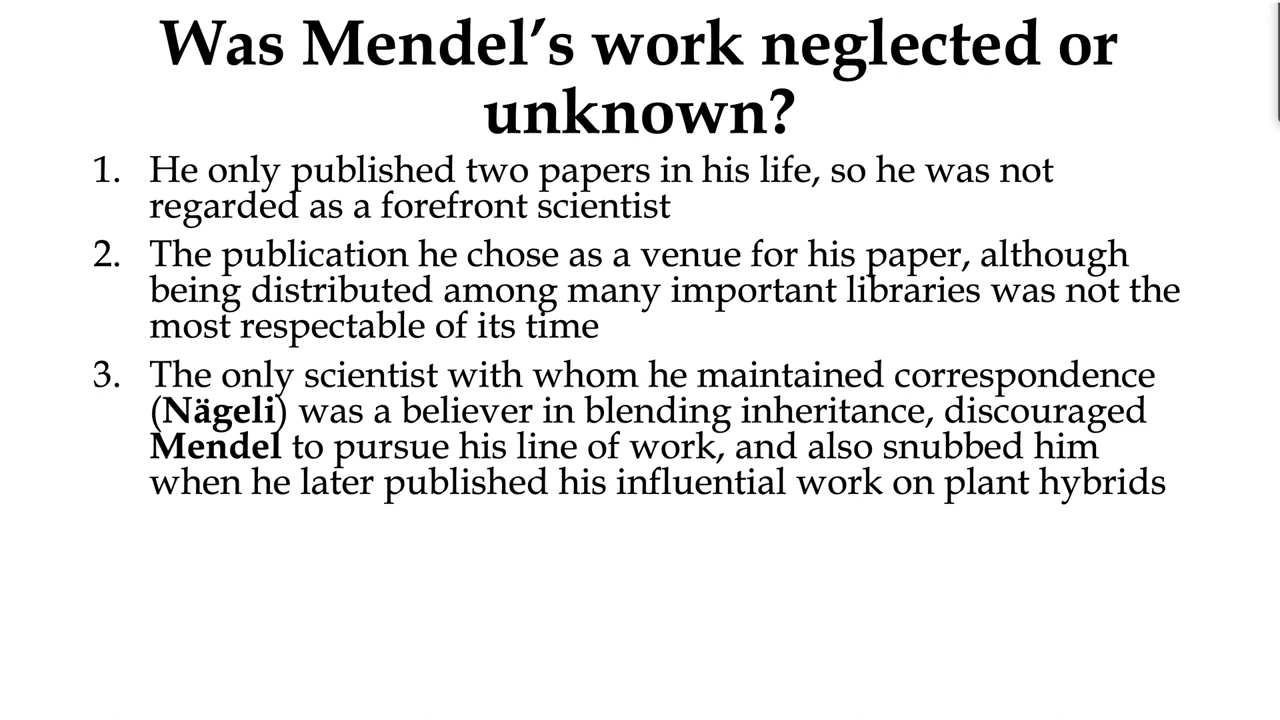 Was Mendel’s work neglected or
unknown?
1. He only published two papers in his life, so he was not
regarded as a forefront scientist
2. The publication he chose as a venue for his paper, although
being distributed among many important libraries was not the
most respectable of its time
3. The only scientist with whom he maintained correspondence
(Nägeli) was a believer in blending inheritance, discouraged
Mendel to pursue his line of work, and also snubbed him
when he later published his influential work on plant hybrids